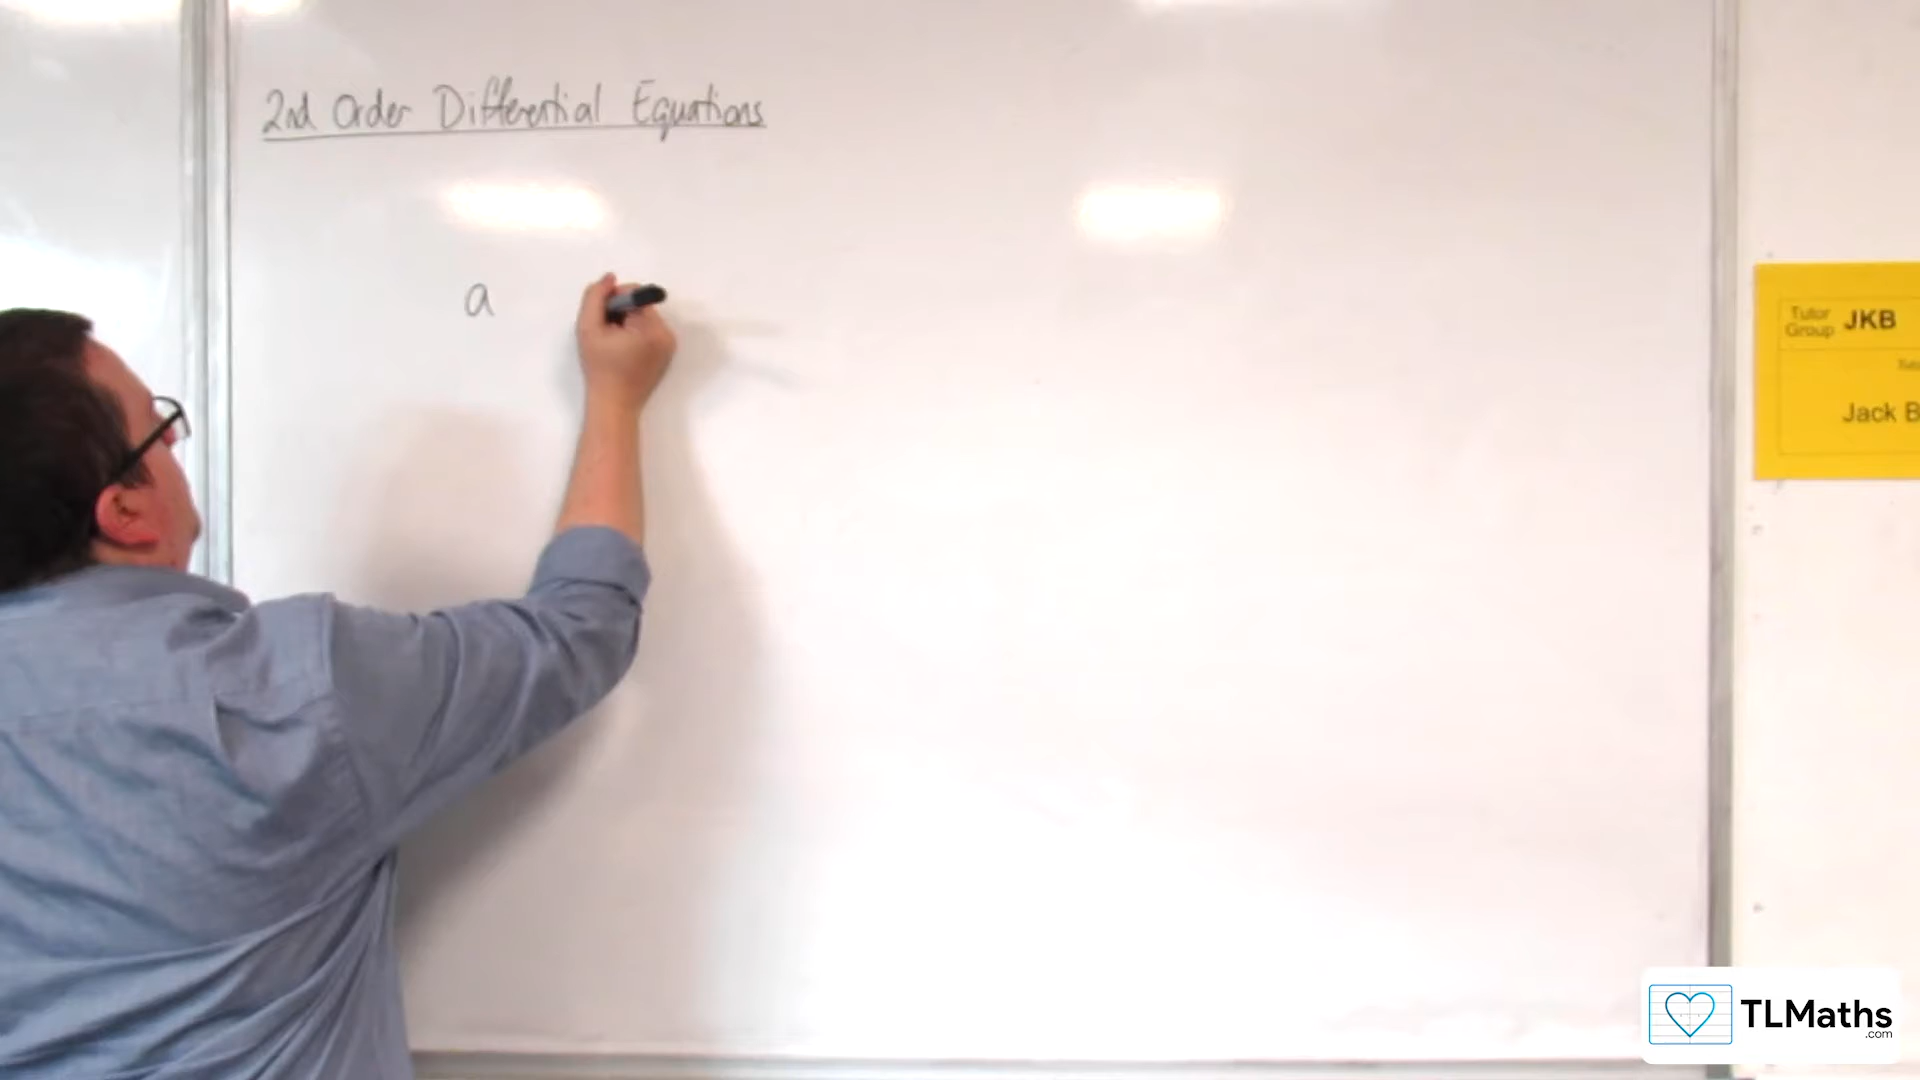 2nd Order Differential Equations
a
Tutor
Group JKB
Jack B
TLMaths
.com